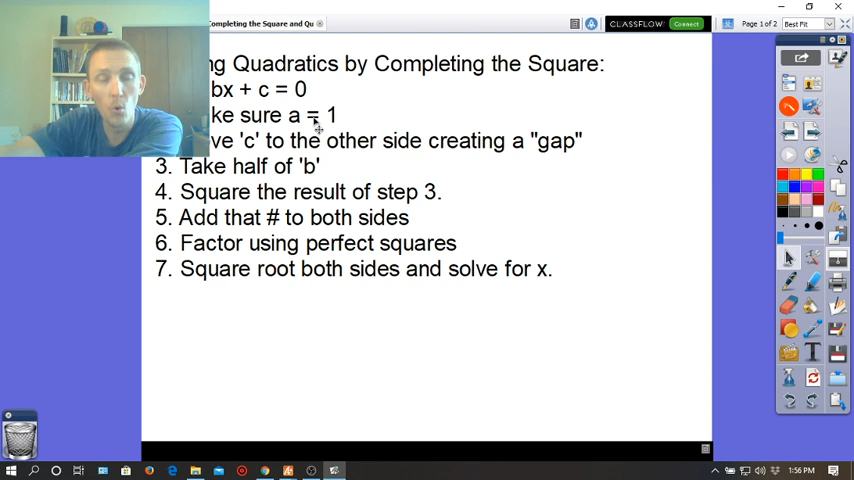 Completing the Square and Qu
CLASSFLOW Connect Page 1 of 2 Best Fit
ng Quadratics by Completing the Square:
bx + c = 0
ke sure a = 1
ve 'c' to the other side creating a "gap"
3. Take half of 'b'
4. Square the result of step 3.
5. Add that # to both sides
6. Factor using perfect squares
7. Square root both sides and solve for x.
1:56 PM